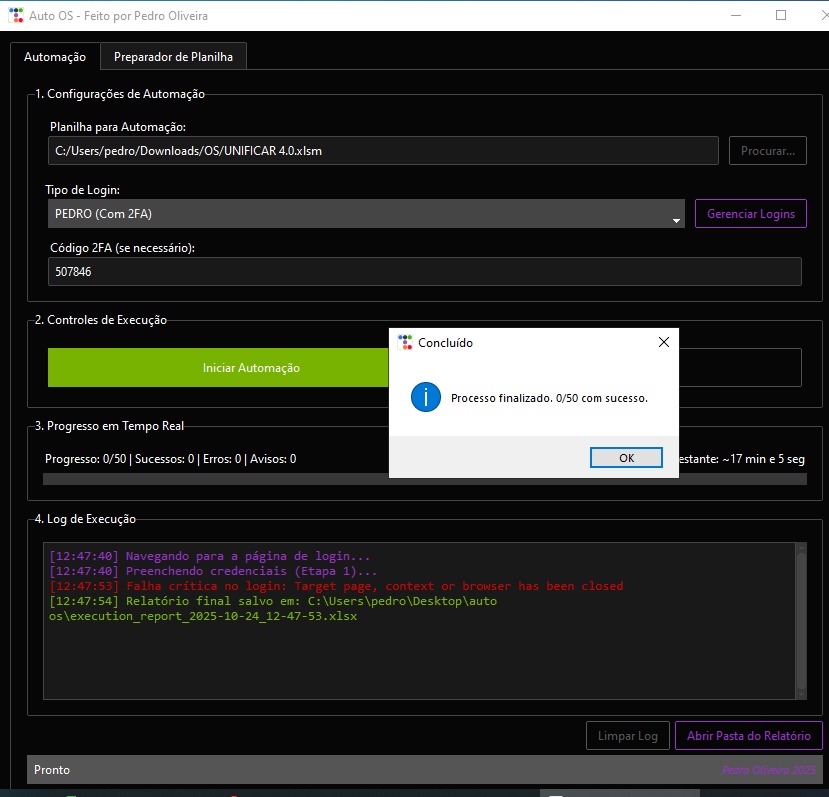 Auto OS - Feito por Pedro Oliveira
Automação
Preparador de Planilha
1. Configurações de Automação
Planilha para Automação:
C:/Users/pedro/Downloads/OS/UNIFICAR 4.0.xlsm
Procurar...
Tipo de Login:
PEDRO (Com 2FA)
Gerenciar Logins
Código 2FA (se necessário):
507846
2. Controles de Execução
Iniciar Automação
Concluído
Processo finalizado. 0/50 com sucesso.
OK
3. Progresso em Tempo Real
Progresso: 0/50 | Sucessos: 0 | Erros: 0 | Avisos: 0
estante: ~17 min e 5 seg
4. Log de Execução
[12:47:40] Navegando para a página de login...
[12:47:40] Preenchendo credenciais (Etapa 1)...
[12:47:53] Falha crítica no login: Target page, context or browser has been closed
[12:47:54] Relatório final salvo em: C:\Users\pedro\Desktop\auto
os\execution_report_2025-10-24_12-47-53.xlsx
Limpar Log
Abrir Pasta do Relatório
Pronto
Pedro Oliveira 2025